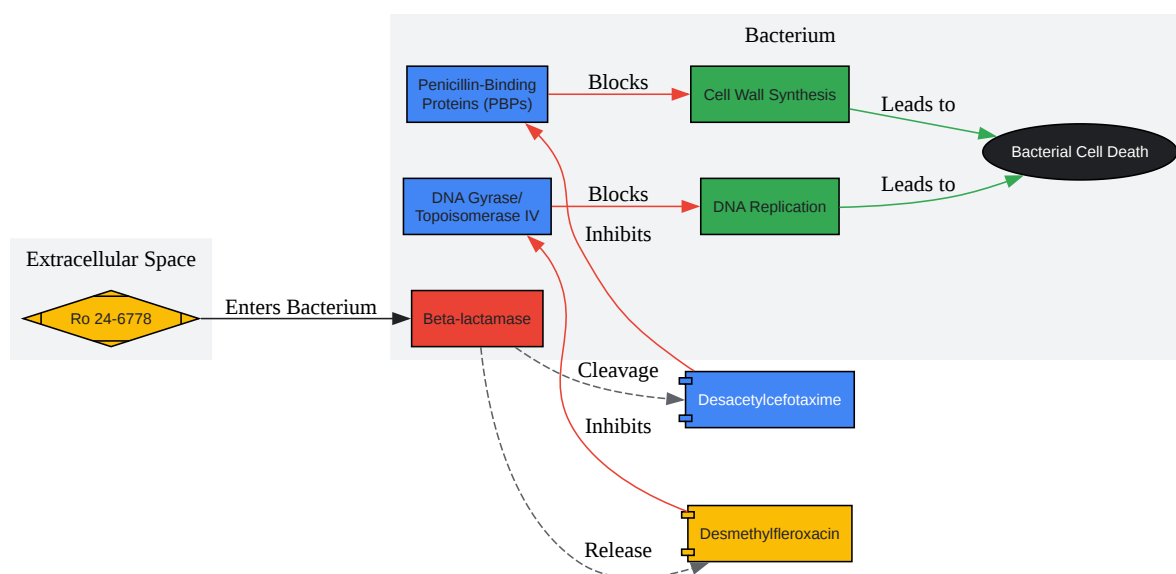 Bacterium
Penicillin-Binding
Proteins (PBPs)
Blocks
Cell Wall Synthesis
Leads to
Bacterial Cell Death
DNA Gyrase/
Topoisomerase IV
Blocks
DNA Replication
Leads to
Inhibits
Extracellular Space
Ro 24-6778
Enters Bacterium
Beta-lactamase
Cleavage
Desacetylcefotaxime
Inhibits
Desmethylfleroxacin
Release